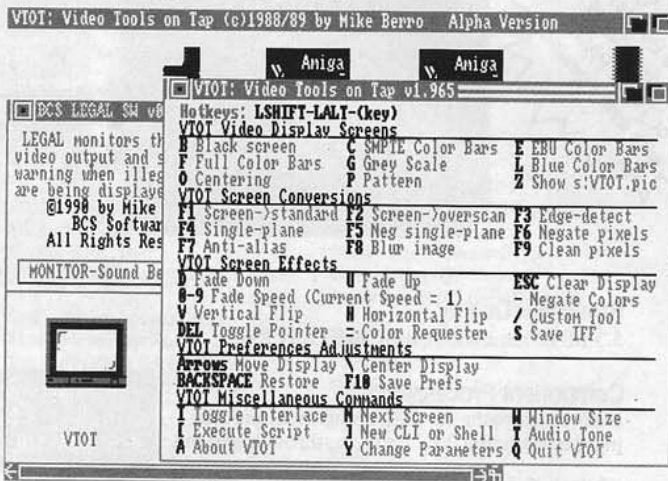 VTOT: Video Tools on Tap (c)1988/89 by Mike Berro Alpha Version
Amiga
Amiga
VTOT: Video Tools on Tap v1.965
Hotkeys: LSHIFT-LALT-(key)
VTOT Video Display Screens
B Black screen C SMPTE Color Bars E EBU Color Bars
F Full Color Bars G Grey Scale L Blue Color Bars
O Centering P Pattern Z Show s:VTOT.pic
VTOT Screen Conversions
F1 Screen->standard F2 Screen->overscan F3 Edge-detect
F4 Single-plane F5 Neg single-plane F6 Negate pixels
F7 Anti-alias F8 Blur image F9 Clean pixels
VTOT Screen Effects
D Fade Down U Fade Up ESC Clear Display
0-9 Fade Speed (Current Speed = 1) - Negate Colors
V Vertical Flip H Horizontal Flip / Custom Tool
DEL Toggle Pointer = Color Requester S Save IFF
VTOT Preferences Adjustments
Arrows Move Display \ Center Display
BACKSPACE Restore F10 Save Prefs
VTOT Miscellaneous Commands
I Toggle Interlace N Next Screen W Window Size
[ Execute Script ] New CLI or Shell T Audio Tone
A About VTOT Y Change Parameters Q Quit VTOT
BCS LEGAL SW v0
LEGAL monitors th
video output and s
warning when illeg
are being displaye
©1990 by Mike
BCS Softwar
All Rights Res
MONITOR-Sound Be
VTOT